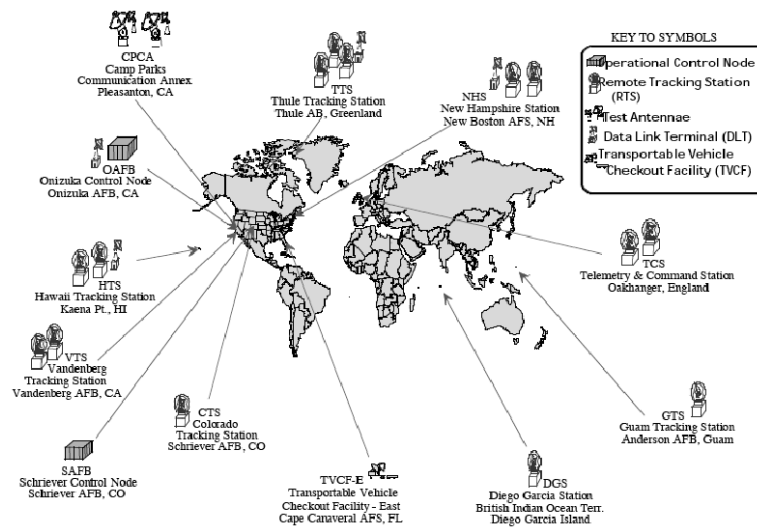 CPCA
Camp Parks
Communication Annex
Pleasanton, CA
TTS
Thule Tracking Station
Thule AB, Greenland
NHS
New Hampshire Station
New Boston AFS, NH
KEY TO SYMBOLS
Operational Control Node
Remote Tracking Station
(RTS)
Test Antennae
Data Link Terminal (DLT)
Transportable Vehicle
Checkout Facility (TVCF)
OAFB
Onizuka Control Node
Onizuka AFB, CA
HTS
Hawaii Tracking Station
Kaena Pt., HI
TCS
Telemetry & Command Station
Oakhanger, England
VTS
Vandenberg
Tracking Station
Vandenberg AFB, CA
CTS
Colorado
Tracking Station
Schriever AFB, CO
GTS
Guam Tracking Station
Anderson AFB, Guam
SAFB
Schriever Control Node
Schriever AFB, CO
TVCF-E
Transportable Vehicle
Checkout Facility - East
Cape Canaveral AFS, FL
DGS
Diego Garcia Station
British Indian Ocean Terr.
Diego Garcia Island